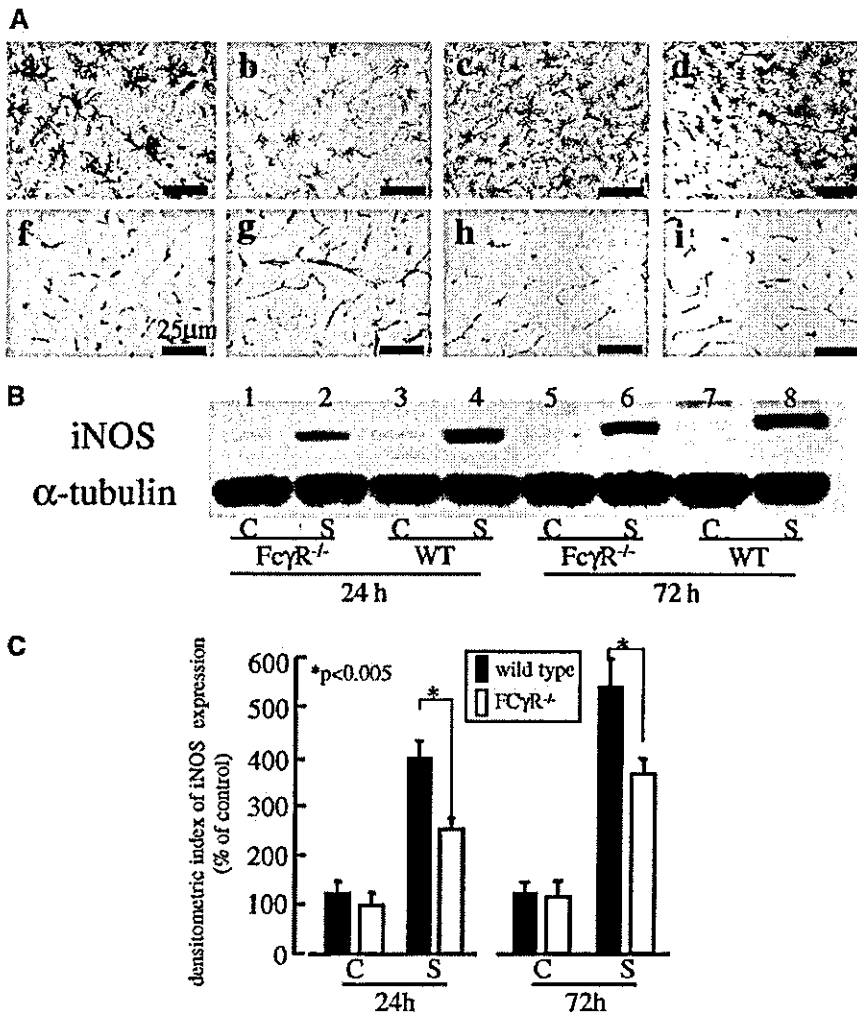 A
a b c d
f g h i
25µm
B
1 2 3 4 5 6 7 8
iNOS
α-tubulin
C S C S C S C S
FcγR-/- WT FcγR-/- WT
24 h 72 h
C
densitometric index of iNOS expression
(% of control)
600
500
400
300
200
100
0
*p<0.005
* *
wild type
FCγR-/-
C S C S
24h 72h